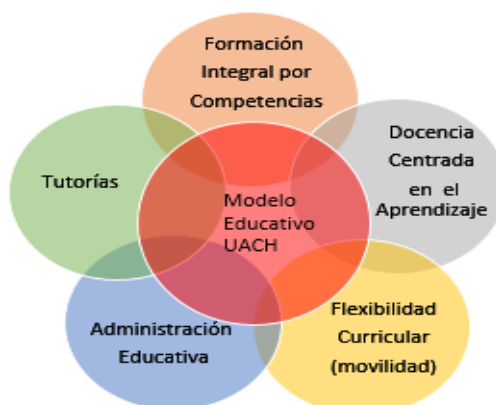 Formación
Integral por
Competencias
Docencia
Centrada
en el
Aprendizaje
Tutorías
Modelo
Educativo
UACH
Administración
Educativa
Flexibilidad
Curricular
(movilidad)